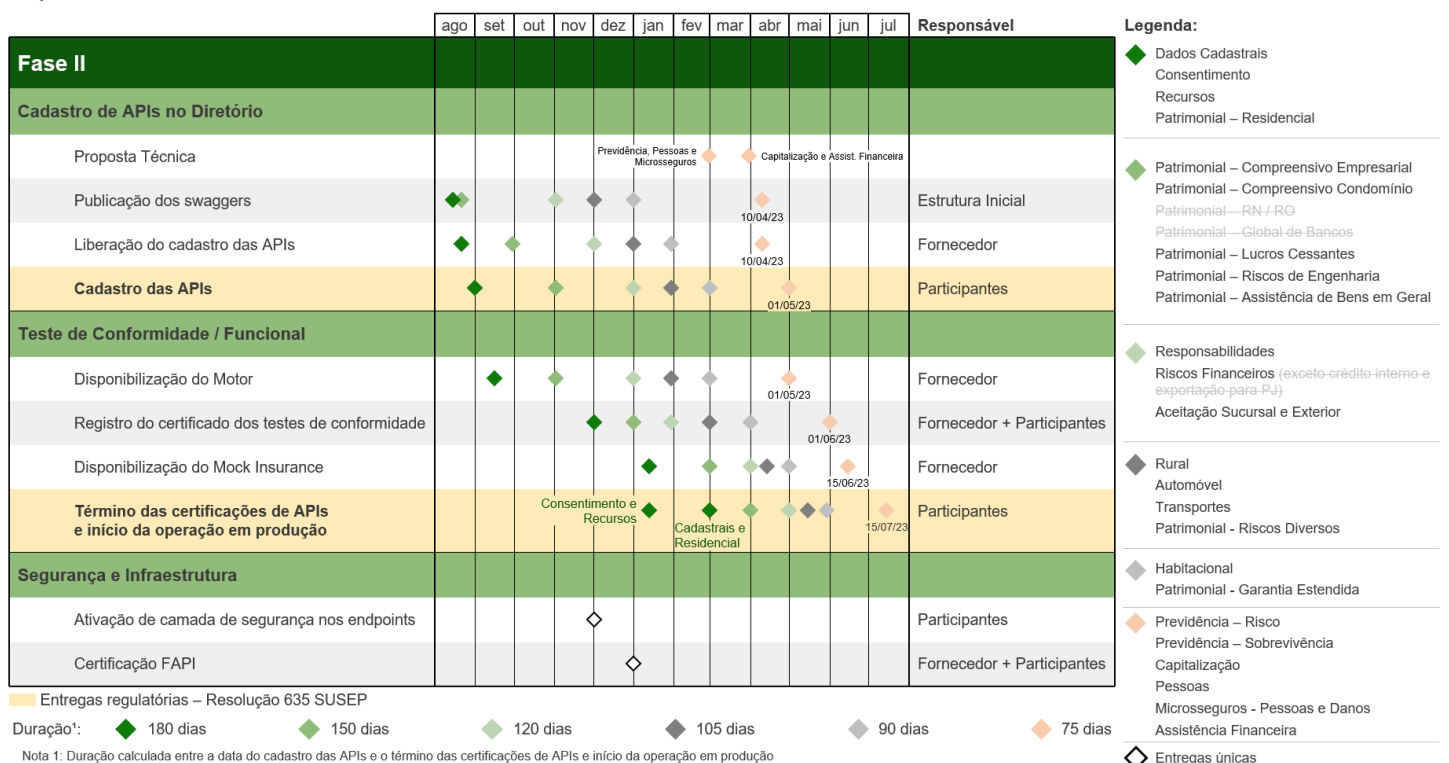 ago set out nov dez jan fev mar abr mai jun jul Responsável
Fase II
Cadastro de APIs no Diretório
Proposta Técnica
Previdência, Pessoas e
Microsseguros
Capitalização e Assist. Financeira
Publicação dos swaggers
10/04/23
Estrutura Inicial
Liberação do cadastro das APIs
10/04/23
Fornecedor
Cadastro das APIs
01/05/23
Participantes
Teste de Conformidade / Funcional
Disponibilização do Motor
01/05/23
Fornecedor
Registro do certificado dos testes de conformidade
01/06/23
Fornecedor + Participantes
Disponibilização do Mock Insurance
15/06/23
Fornecedor
Término das certificações de APIs
e início da operação em produção
Consentimento e
Recursos
Cadastrais e
Residencial
15/07/23
Participantes
Segurança e Infraestrutura
Ativação de camada de segurança nos endpoints
Participantes
Certificação FAPI
Fornecedor + Participantes
Entregas regulatórias – Resolução 635 SUSEP
Duração¹: 180 dias 150 dias 120 dias 105 dias 90 dias 75 dias
Nota 1: Duração calculada entre a data do cadastro das APIs e o término das certificações de APIs e início da operação em produção
Legenda:
Dados Cadastrais
Consentimento
Recursos
Patrimonial – Residencial
Patrimonial – Compreensivo Empresarial
Patrimonial – Compreensivo Condomínio
Patrimonial – RN / RO
Patrimonial – Global de Bancos
Patrimonial – Lucros Cessantes
Patrimonial – Riscos de Engenharia
Patrimonial – Assistência de Bens em Geral
Responsabilidades
Riscos Financeiros (exceto crédito interno e
exportação para PJ)
Aceitação Sucursal e Exterior
Rural
Automóvel
Transportes
Patrimonial - Riscos Diversos
Habitacional
Patrimonial - Garantia Estendida
Previdência – Risco
Previdência – Sobrevivência
Capitalização
Pessoas
Microsseguros - Pessoas e Danos
Assistência Financeira
Entregas únicas